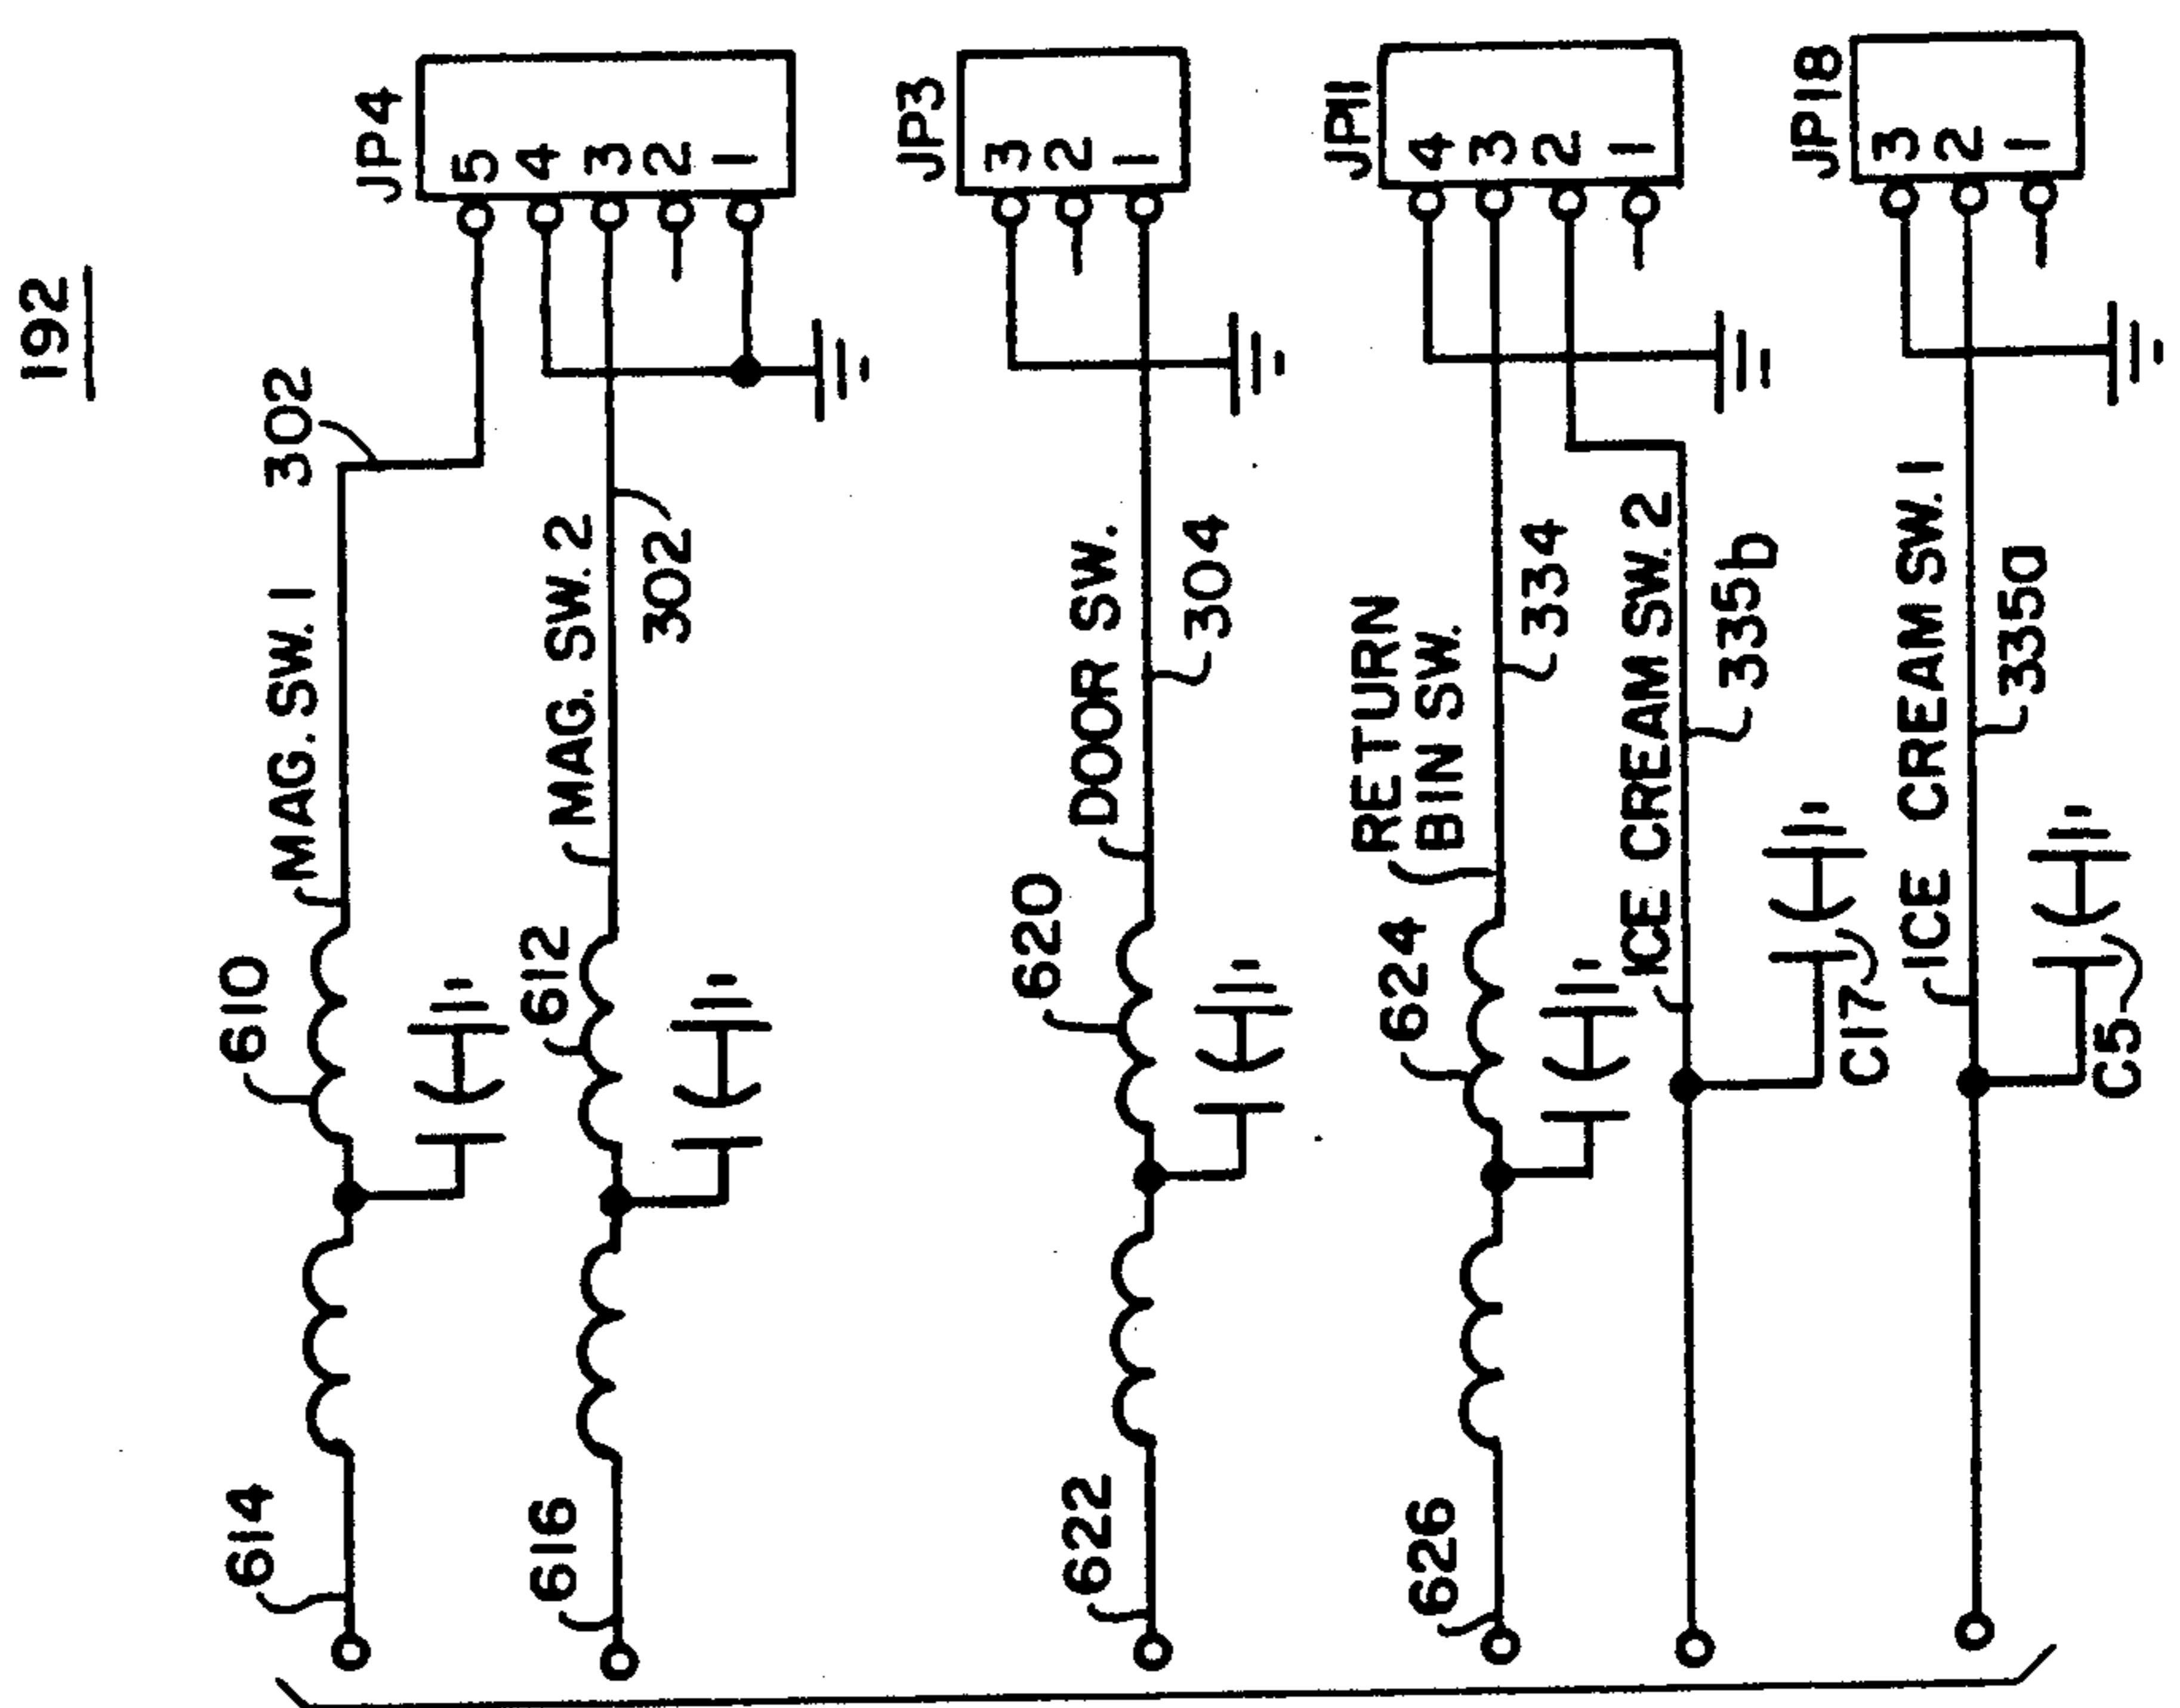 192
JP4
5
4
3
2
1
302
MAG. SW. 1
610
614
MAG. SW. 2
302
612
616
JP3
3
2
1
DOOR SW.
304
620
622
JP11
4
3
2
1
RETURN
BIN SW.
334
624
626
ICE CREAM SW. 2
335b
C17
JP18
3
2
1
ICE CREAM SW. 1
335a
C5